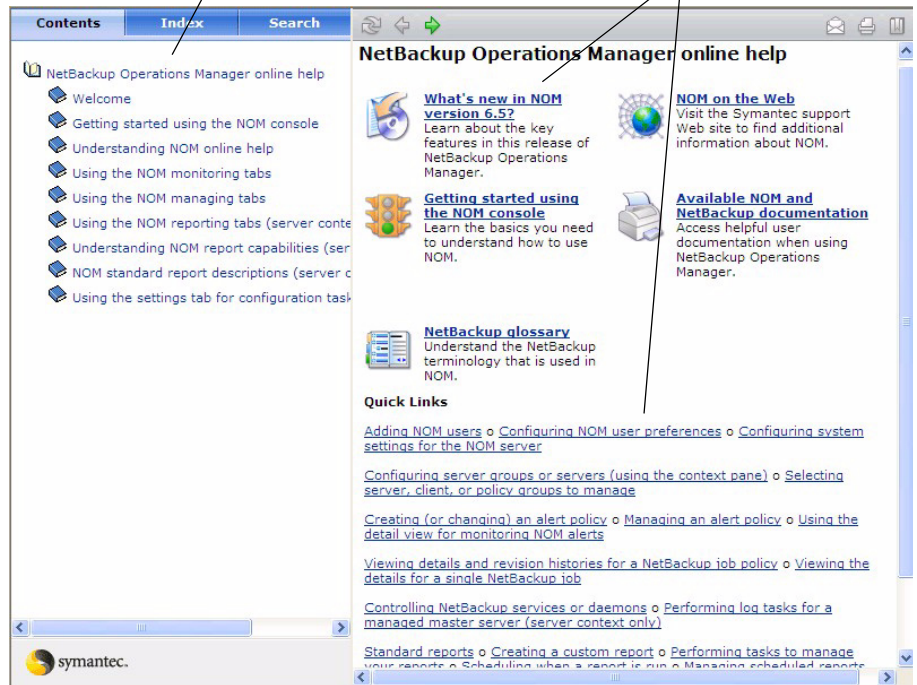 Contents Index Search
NetBackup Operations Manager online help
Welcome
Getting started using the NOM console
Understanding NOM online help
Using the NOM monitoring tabs
Using the NOM managing tabs
Using the NOM reporting tabs (server conte
Understanding NOM report capabilities (ser
NOM standard report descriptions (server c
Using the settings tab for configuration task
symantec.
NetBackup Operations Manager online help
What's new in NOM
version 6.5?
Learn about the key
features in this release of
NetBackup Operations
Manager.
NOM on the Web
Visit the Symantec support
Web site to find additional
information about NOM.
Getting started using
the NOM console
Learn the basics you need
to understand how to use
NOM.
Available NOM and
NetBackup documentation
Access helpful user
documentation when using
NetBackup Operations
Manager.
NetBackup glossary
Understand the NetBackup
terminology that is used in
NOM.
Quick Links
Adding NOM users o Configuring NOM user preferences o Configuring system
settings for the NOM server
Configuring server groups or servers (using the context pane) o Selecting
server, client, or policy groups to manage
Creating (or changing) an alert policy o Managing an alert policy o Using the
detail view for monitoring NOM alerts
Viewing details and revision histories for a NetBackup job policy o Viewing the
details for a single NetBackup job
Controlling NetBackup services or daemons o Performing log tasks for a
managed master server (server context only)
Standard reports o Creating a custom report o Performing tasks to manage
your reports o Scheduling when a report is run o Managing scheduled reports